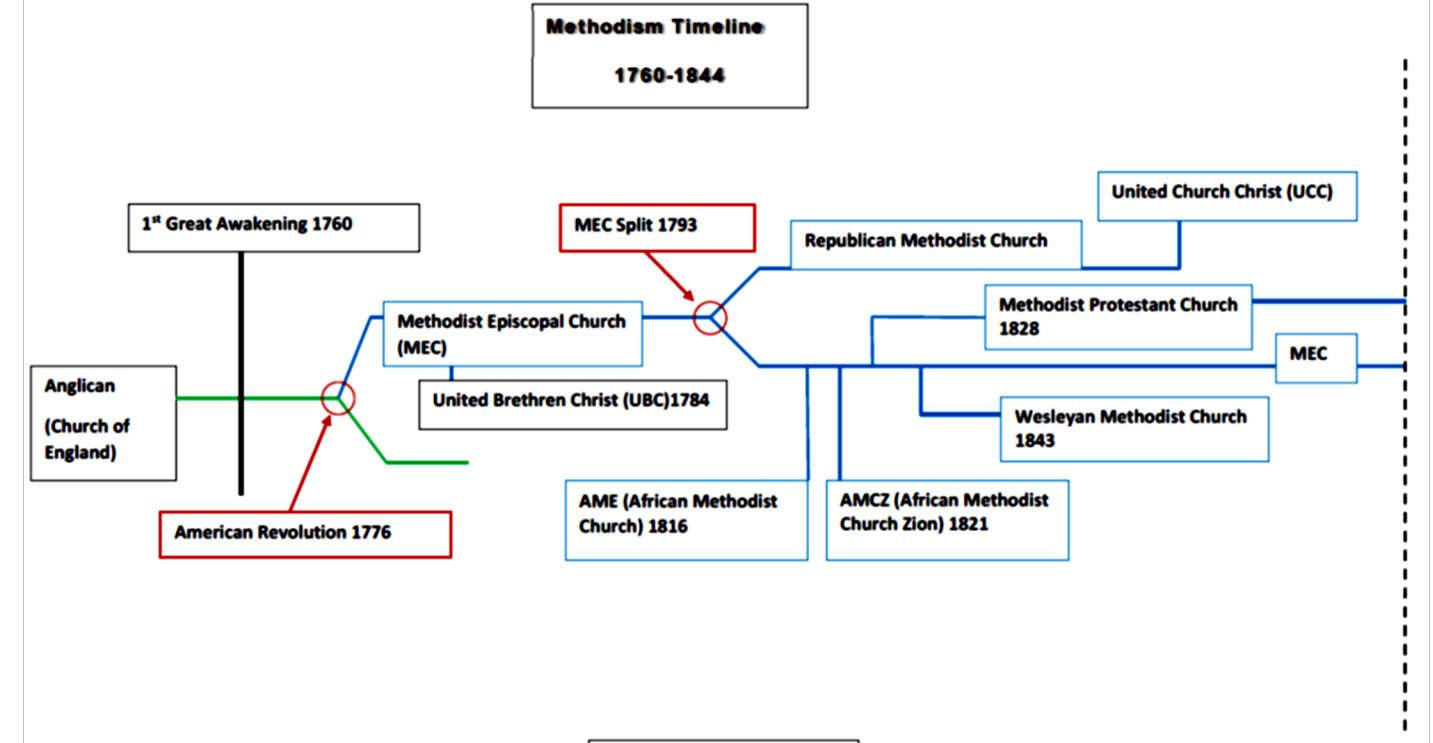 Methodism Timeline
1760-1844
United Church Christ (UCC)
1st Great Awakening 1760
MEC Split 1793
Republican Methodist Church
Methodist Episcopal Church
(MEC)
Methodist Protestant Church
1828
MEC
Anglican
(Church of
England)
United Brethren Christ (UBC)1784
Wesleyan Methodist Church
1843
AME (African Methodist
Church) 1816
AMCZ (African Methodist
Church Zion) 1821
American Revolution 1776